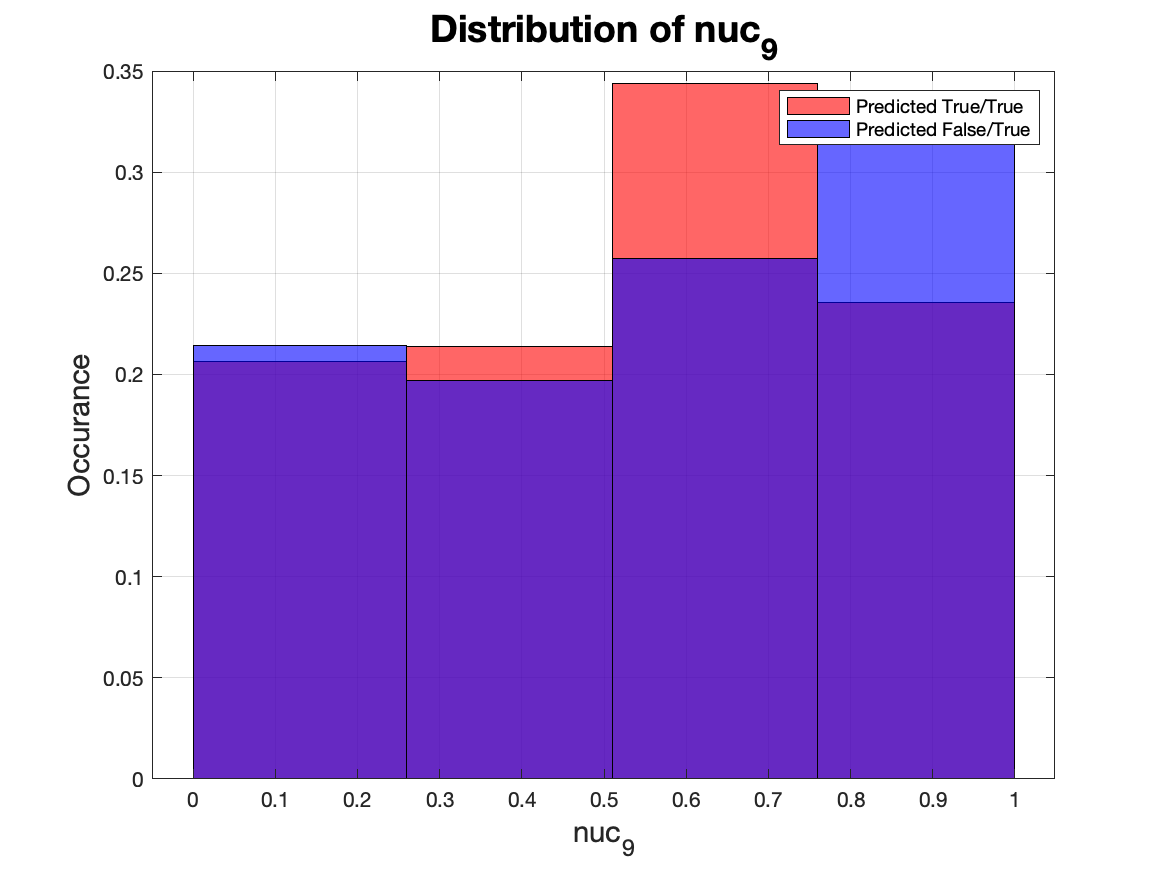 Distribution of nuc9
0.35
0.3
0.25
0.2
0.15
0.1
0.05
0
Occurance
Predicted True/True
Predicted False/True
0 0.1 0.2 0.3 0.4 0.5 0.6 0.7 0.8 0.9 1
nuc9